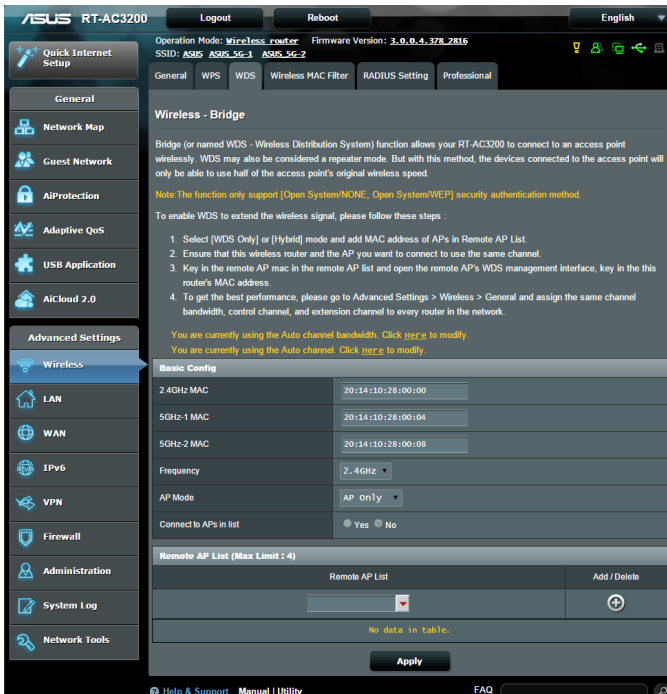 ASUS RT-AC3200
Logout
Reboot
English
Quick Internet
Setup
Operation Mode: Wireless router Firmware Version: 3.0.0.4.378_2816
SSID: ASUS ASUS_5G-1 ASUS_5G-2
General
WPS
WDS
Wireless MAC Filter
RADIUS Setting
Professional
General
Network Map
Guest Network
AiProtection
Adaptive QoS
USB Application
AiCloud 2.0
Advanced Settings
Wireless
LAN
WAN
IPv6
VPN
Firewall
Administration
System Log
Network Tools
Wireless - Bridge
Bridge (or named WDS - Wireless Distribution System) function allows your RT-AC3200 to connect to an access point
wirelessly. WDS may also be considered a repeater mode. But with this method, the devices connected to the access point will
only be able to use half of the access point's original wireless speed.
Note:The function only support [Open System/NONE, Open System/WEP] security authentication method.
To enable WDS to extend the wireless signal, please follow these steps :
1. Select [WDS Only] or [Hybrid] mode and add MAC address of APs in Remote AP List.
2. Ensure that this wireless router and the AP you want to connect to use the same channel.
3. Key in the remote AP mac in the remote AP list and open the remote AP's WDS management interface, key in the this
router's MAC address.
4. To get the best performance, please go to Advanced Settings > Wireless > General and assign the same channel
bandwidth, control channel, and extension channel to every router in the network.
You are currently using the Auto channel bandwidth. Click Here to modify.
You are currently using the Auto channel. Click Here to modify.
Basic Config
2.4GHz MAC 20:14:10:28:00:00
5GHz-1 MAC 20:14:10:28:00:04
5GHz-2 MAC 20:14:10:28:00:08
Frequency 2.4GHz
AP Mode AP Only
Connect to APs in list Yes No
Remote AP List (Max Limit : 4)
Remote AP List Add / Delete
No data in table.
Apply
Help & Support Manual | Utility FAQ